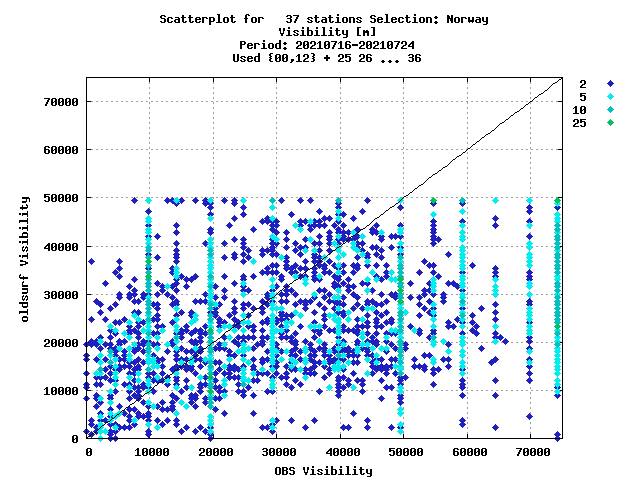 Scatterplot for 37 stations Selection: Norway
Visibility [m]
Period: 20210716-20210724
Used {00,12} + 25 26 ... 36
2
5
10
25
oldsurf Visibility
70000
60000
50000
40000
30000
20000
10000
0
0 10000 20000 30000 40000 50000 60000 70000
OBS Visibility